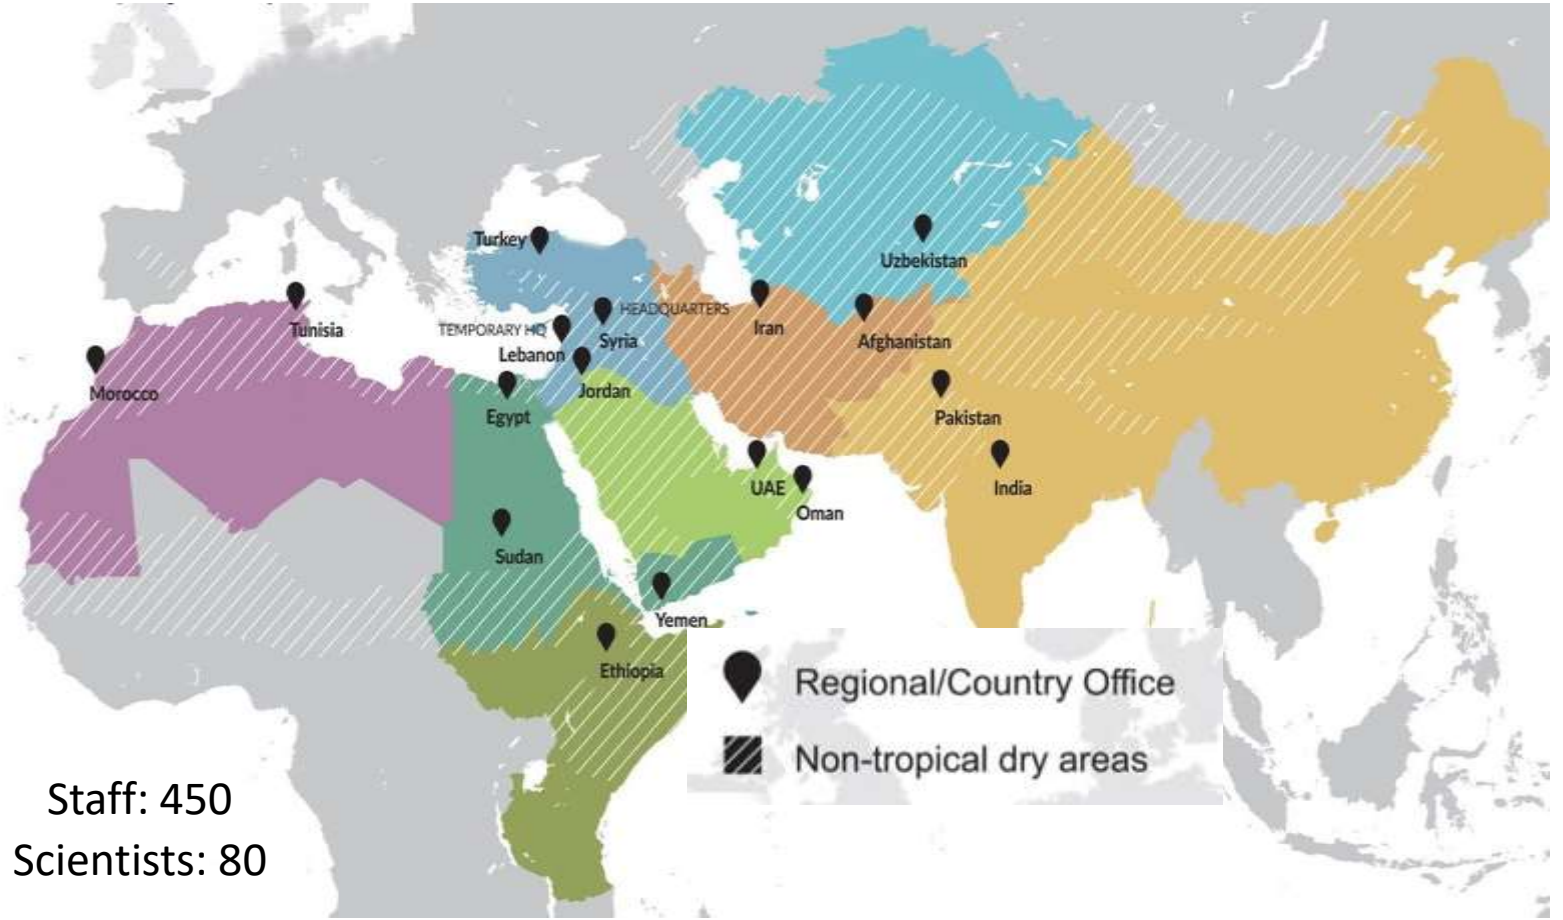 Turkey
Uzbekistan
HEADQUARTERS
TEMPORARY HQ
Tunisia
Iran
Syria
Afghanistan
Lebanon
Morocco
Jordan
Egypt
Pakistan
UAE
India
Oman
Sudan
Yemen
Ethiopia
Regional/Country Office
Non-tropical dry areas
Staff: 450
Scientists: 80